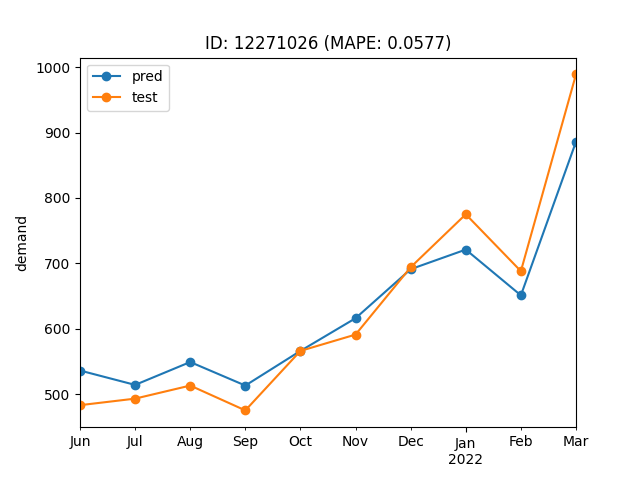 ID: 12271026 (MAPE: 0.0577)
pred
test
demand
1000
900
800
700
600
500
Jun Jul Aug Sep Oct Nov Dec Jan Feb Mar
2022